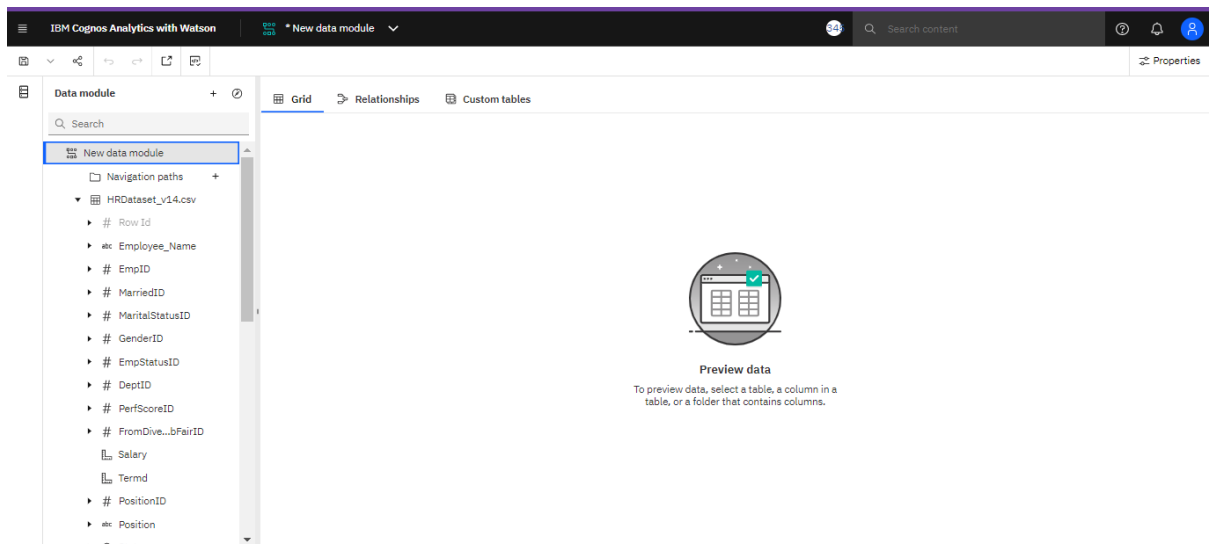 IBM Cognos Analytics with Watson
* New data module
Search content
Properties
Data module
Grid
Relationships
Custom tables
Search
New data module
Navigation paths
HRDataset_v14.csv
# Row Id
abc Employee_Name
# EmpID
# MarriedID
# MaritalStatusID
# GenderID
# EmpStatusID
# DeptID
# PerfScoreID
# FromDive...bFairID
Salary
Termd
# PositionID
abc Position
Preview data
To preview data, select a table, a column in a
table, or a folder that contains columns.